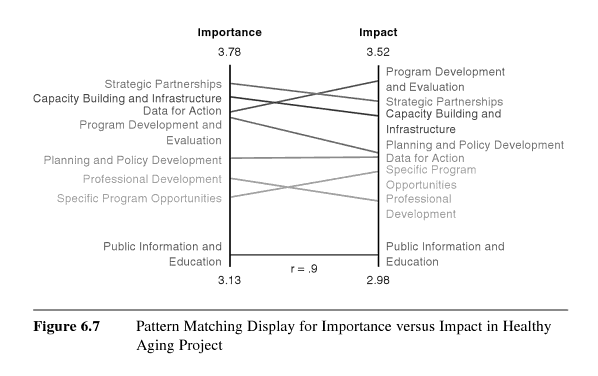 Importance
Impact
3.78
3.52
Strategic Partnerships
Capacity Building and Infrastructure
Data for Action
Program Development and
Evaluation
Planning and Policy Development
Professional Development
Specific Program Opportunities
Public Information and
Education
Program Development
and Evaluation
Strategic Partnerships
Capacity Building and
Infrastructure
Planning and Policy Development
Data for Action
Specific Program
Opportunities
Professional
Development
Public Information and
Education
r = .9
3.13
2.98
Figure 6.7 Pattern Matching Display for Importance versus Impact in Healthy
Aging Project